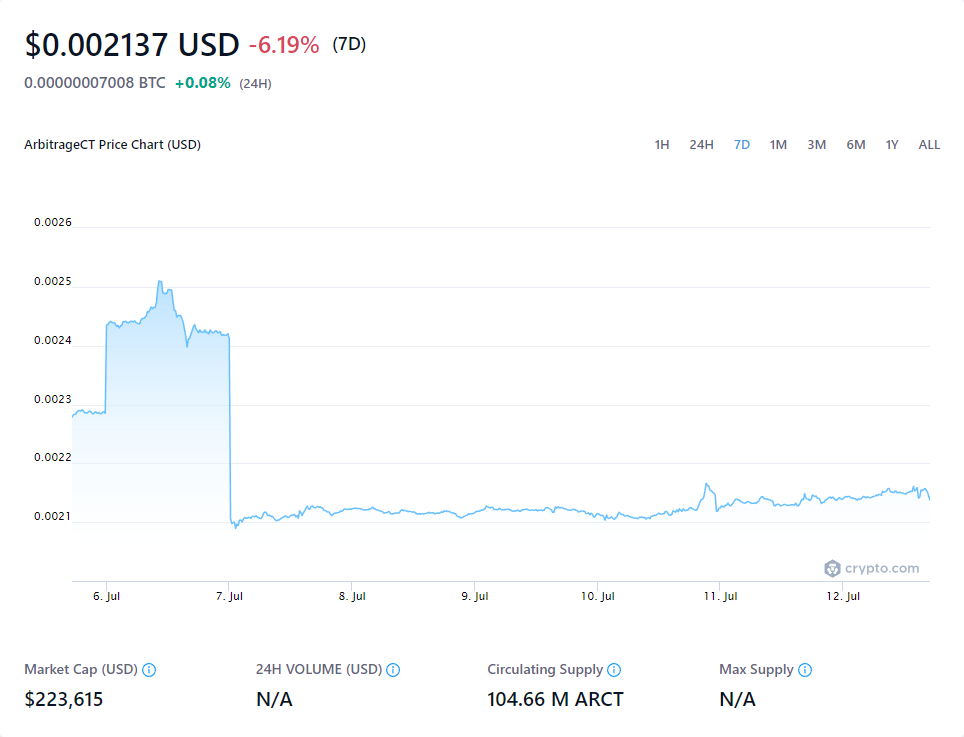 $0.002137 USD -6.19% (7D)
0.00000007008 BTC +0.08% (24H)
ArbitrageCT Price Chart (USD) 1H 24H 7D 1M 3M 6M 1Y ALL
0.0026
0.0025
0.0024
0.0023
0.0022
0.0021
crypto.com
6. Jul 7. Jul 8. Jul 9. Jul 10. Jul 11. Jul 12. Jul
Market Cap (USD) 24H VOLUME (USD) Circulating Supply Max Supply
$223,615 N/A 104.66 M ARCT N/A